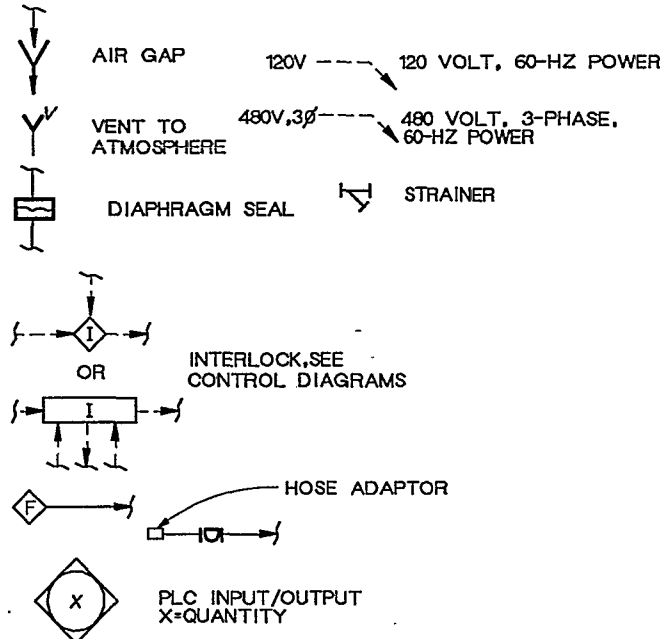 AIR GAP
120V
120 VOLT, 60-HZ POWER
V
VENT TO
ATMOSPHERE
480V,3Ø
480 VOLT, 3-PHASE,
60-HZ POWER
DIAPHRAGM SEAL
STRAINER
I
OR
INTERLOCK,SEE
CONTROL DIAGRAMS
I
HOSE ADAPTOR
F
X
PLC INPUT/OUTPUT
X=QUANTITY